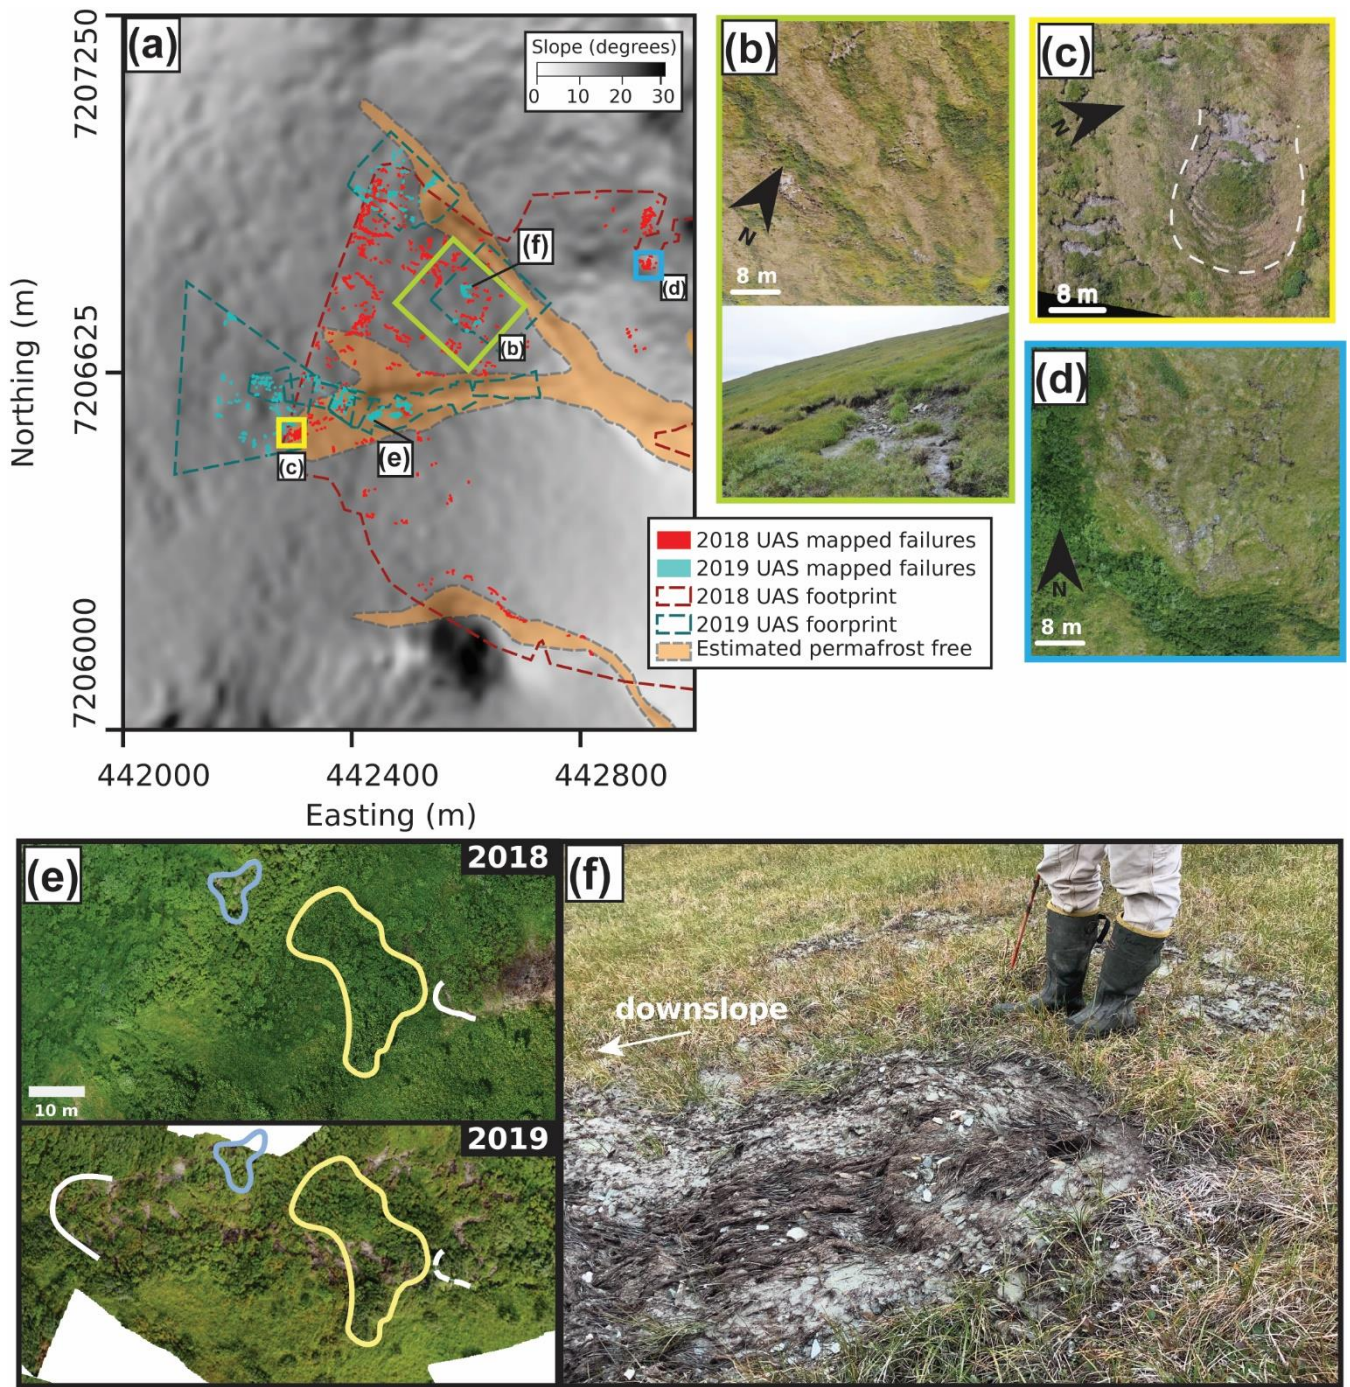 (a)
Slope (degrees)
0 10 20 30
7207250
7206625
7206000
Northing (m)
442000 442400 442800
Easting (m)
(f)
(d)
(b)
(c)
(e)
(b)
N
8 m
(c)
N
8 m
(d)
N
8 m
2018 UAS mapped failures
2019 UAS mapped failures
2018 UAS footprint
2019 UAS foorprint
Estimated permafrost free
(e)
2018
10 m
2019
(f)
downslope